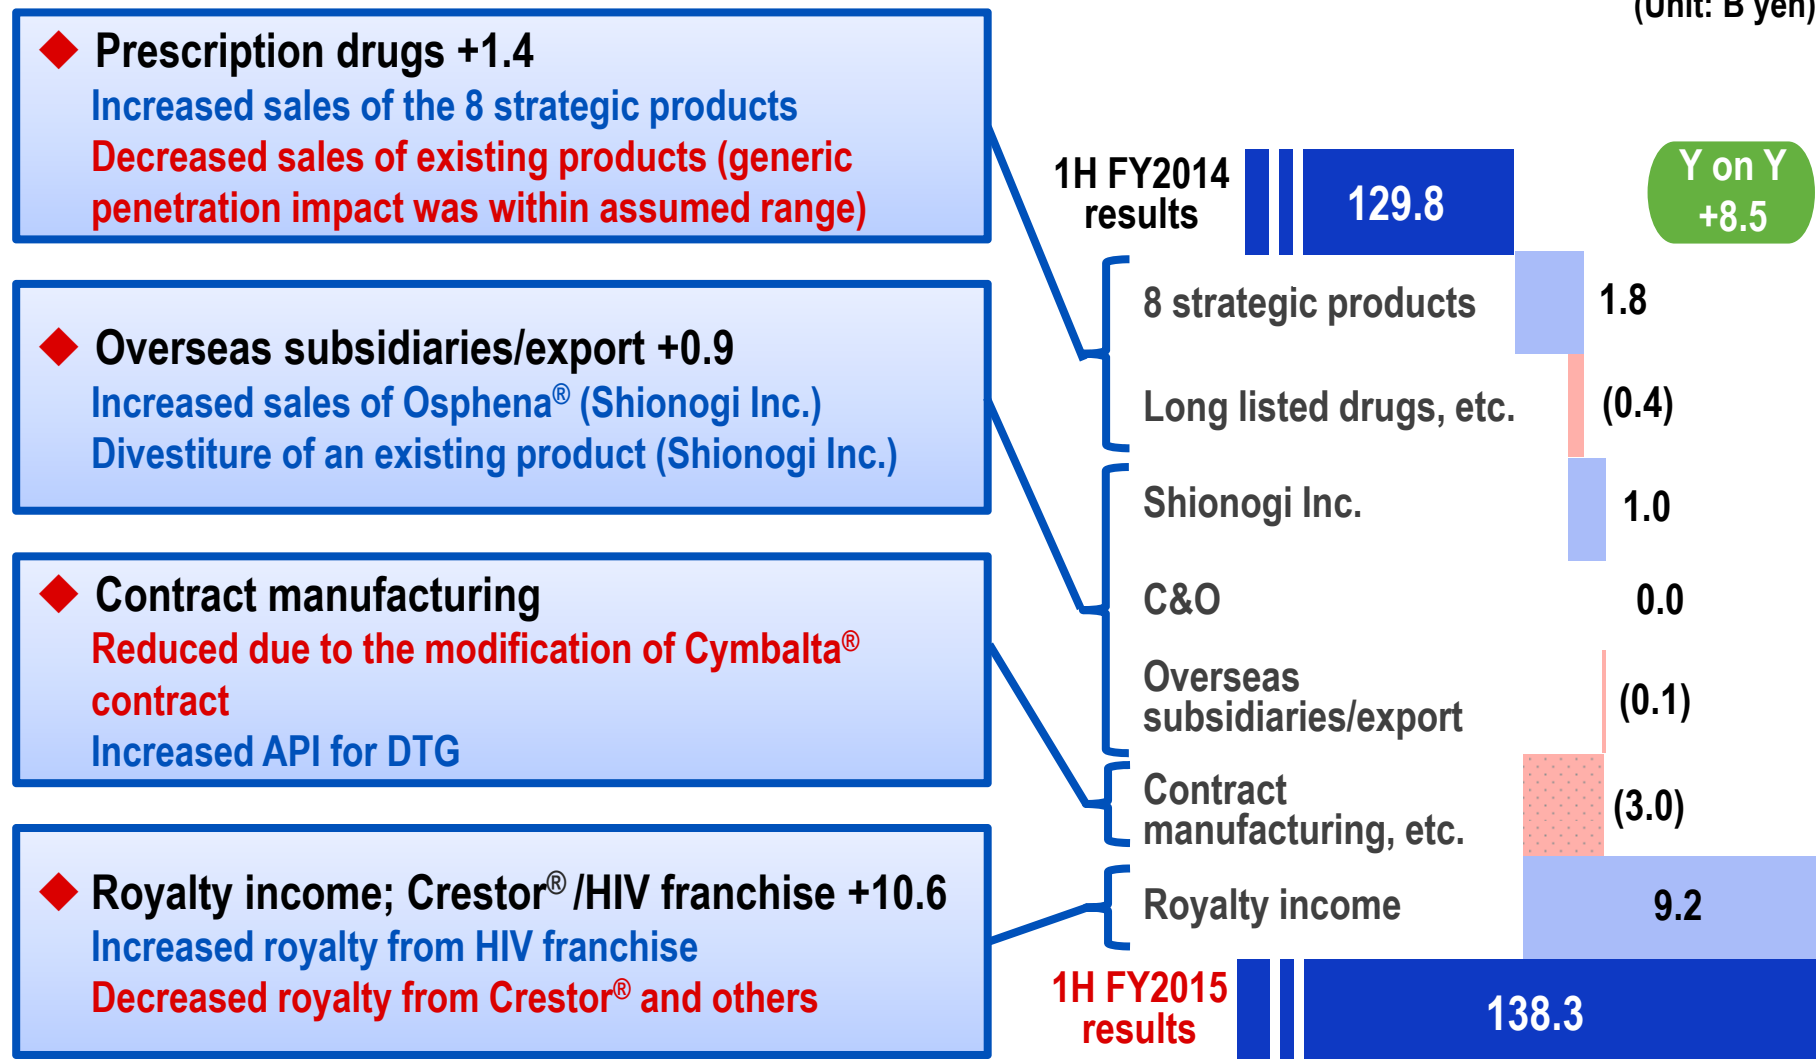 (Unit: B yen)
Prescription drugs +1.4
Increased sales of the 8 strategic products
Decreased sales of existing products (generic
penetration impact was within assumed range)
Overseas subsidiaries/export +0.9
Increased sales of Osphena® (Shionogi Inc.)
Divestiture of an existing product (Shionogi Inc.)
Contract manufacturing
Reduced due to the modification of Cymbalta®
contract
Increased API for DTG
Royalty income; Crestor® /HIV franchise +10.6
Increased royalty from HIV franchise
Decreased royalty from Crestor® and others
1H FY2014
results
129.8
Y on Y
+8.5
8 strategic products
1.8
Long listed drugs, etc.
(0.4)
Shionogi Inc.
1.0
C&O
0.0
Overseas
subsidiaries/export
(0.1)
Contract
manufacturing, etc.
(3.0)
Royalty income
9.2
1H FY2015
results
138.3